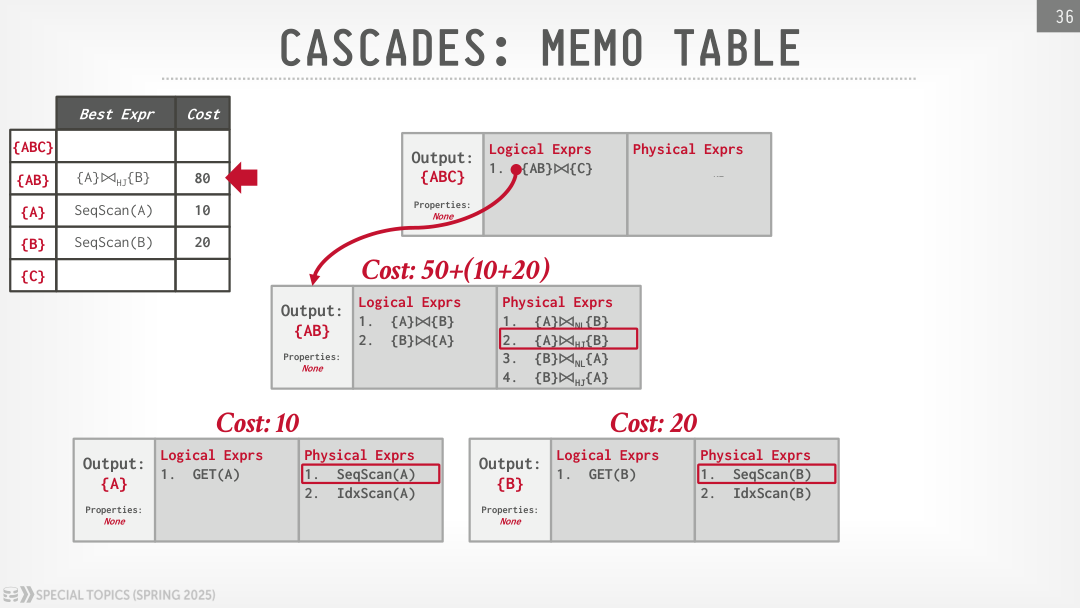 36
CASCADES: MEMO TABLE
Best Expr Cost
{ABC}
{AB} {A}⋈HJ{B} 80
{A} SeqScan(A) 10
{B} SeqScan(B) 20
{C}
Output:
{ABC}
Properties:
None
Logical Exprs
1. {AB}⋈{C}
Physical Exprs
...
Cost: 50+(10+20)
Output:
{AB}
Properties:
None
Logical Exprs
1. {A}⋈{B}
2. {B}⋈{A}
Physical Exprs
1. {A}⋈NL{B}
2. {A}⋈HJ{B}
3. {B}⋈NL{A}
4. {B}⋈HJ{A}
Cost: 10
Output:
{A}
Properties:
None
Logical Exprs
1. GET(A)
Physical Exprs
1. SeqScan(A)
2. IdxScan(A)
Cost: 20
Output:
{B}
Properties:
None
Logical Exprs
1. GET(B)
Physical Exprs
1. SeqScan(B)
2. IdxScan(B)
SPECIAL TOPICS (SPRING 2025)